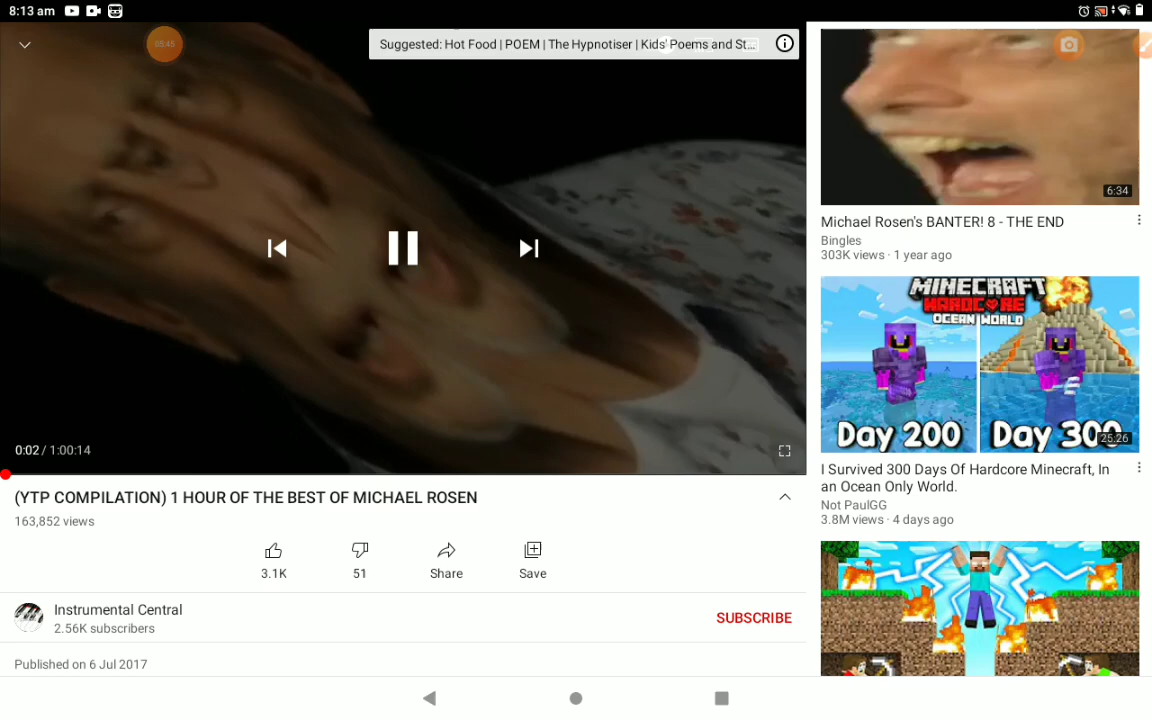 8:13 am
05:45
Suggested: Hot Food | POEM | The Hypnotiser | Kids' Poems and St...
0:02 / 1:00:14
(YTP COMPILATION) 1 HOUR OF THE BEST OF MICHAEL ROSEN
163,852 views
3.1K
51
Share
Save
Instrumental Central
2.56K subscribers
SUBSCRIBE
Published on 6 Jul 2017
6:34
Michael Rosen's BANTER! 8 - THE END
Bingles
303K views · 1 year ago
MINECRAFT
HARDCORE
OCEAN WORLD
Day 200
Day 300
25:26
I Survived 300 Days Of Hardcore Minecraft, In
an Ocean Only World.
Not PaulGG
3.8M views · 4 days ago